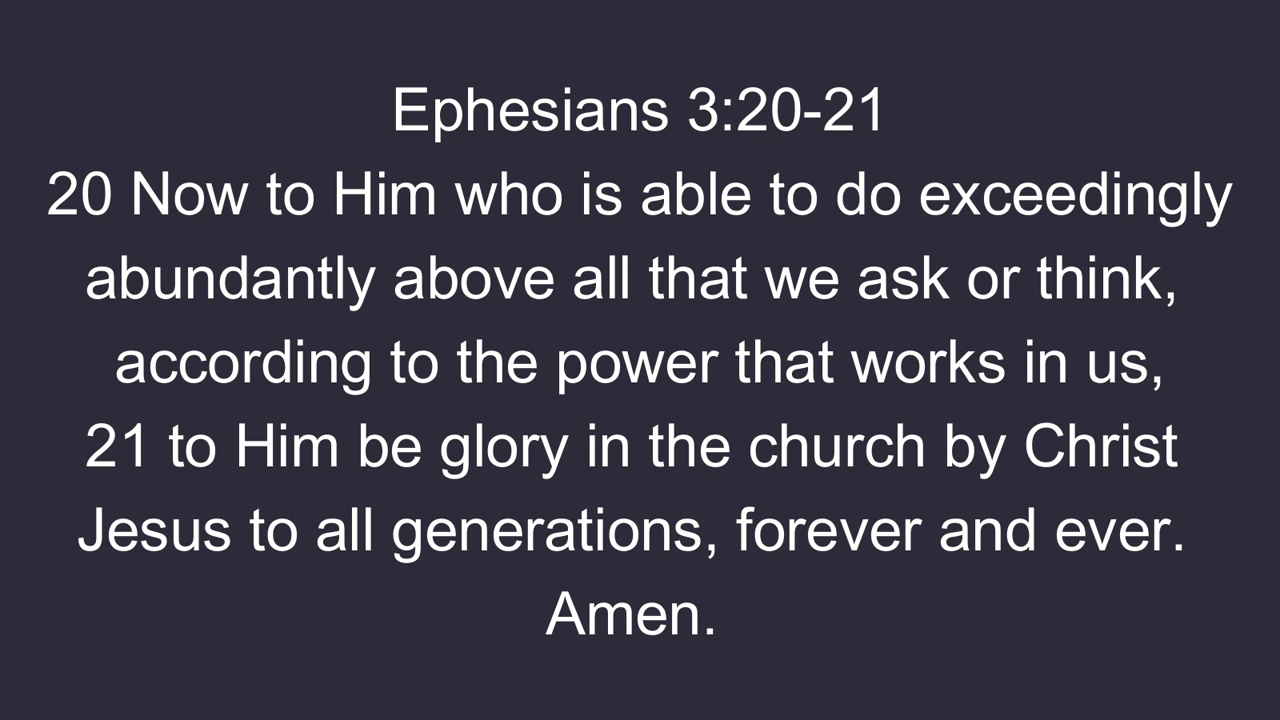 Ephesians 3:20-21
20 Now to Him who is able to do exceedingly
abundantly above all that we ask or think,
according to the power that works in us,
21 to Him be glory in the church by Christ
Jesus to all generations, forever and ever.
Amen.